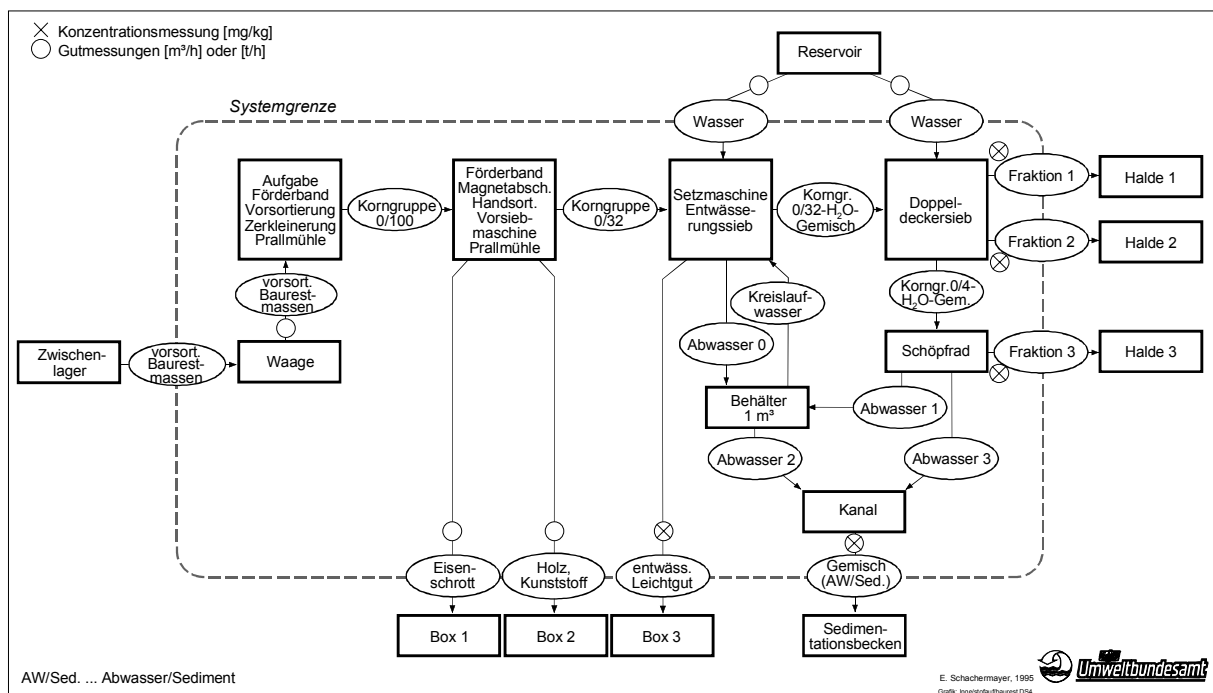 Konzentrationsmessung [mg/kg]
Gutmessungen [m³/h] oder [t/h]
Reservoir
Systemgrenze
Wasser
Wasser
Aufgabe
Förderband
Vorsortierung
Zerkleinerung
Prallmühle
Korngruppe
0/100
Förderband
Magnetabsch.
Handsort.
Vorsieb-
maschine
Prallmühle
Korngruppe
0/32
Setzmaschine
Entwässe-
rungssieb
Korngr.
0/32-H₂O-
Gemisch
Doppel-
deckersieb
Fraktion 1
Halde 1
Fraktion 2
Halde 2
vorsort.
Baurest-
massen
Kreislauf-
wasser
Korngr.0/4-
H₂O-Gem.
Zwischen-
lager
vorsort.
Baurest-
massen
Waage
Abwasser 0
Schöpfrad
Fraktion 3
Halde 3
Behälter
1 m³
Abwasser 1
Abwasser 2
Abwasser 3
Kanal
Eisen-
schrott
Holz,
Kunststoff
entwäss.
Leichtgut
Gemisch
(AW/Sed.)
Box 1
Box 2
Box 3
Sedimen-
tationsbecken
AW/Sed. ... Abwasser/Sediment
E. Schachermayer, 1995
Umweltbundesamt